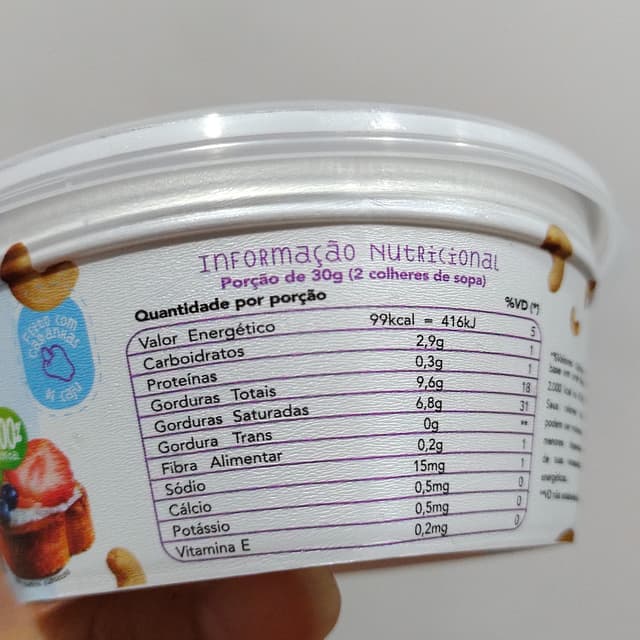 INFORMAÇÃO NUTRICIONAL
Porção de 30g (2 colheres de sopa)
Quantidade por porção %VD (*)
Valor Energético 99kcal = 416kJ 5
Carboidratos 2,9g 1
Proteínas 0,3g 1
Gorduras Totais 9,6g 18
Gorduras Saturadas 6,8g 31
Gordura Trans 0g **
Fibra Alimentar 0,2g 1
Sódio 15mg 1
Cálcio 0,5mg 0
Potássio 0,5mg 0
Vitamina E 0,2mg 0
Feito com
castanhas
de caju